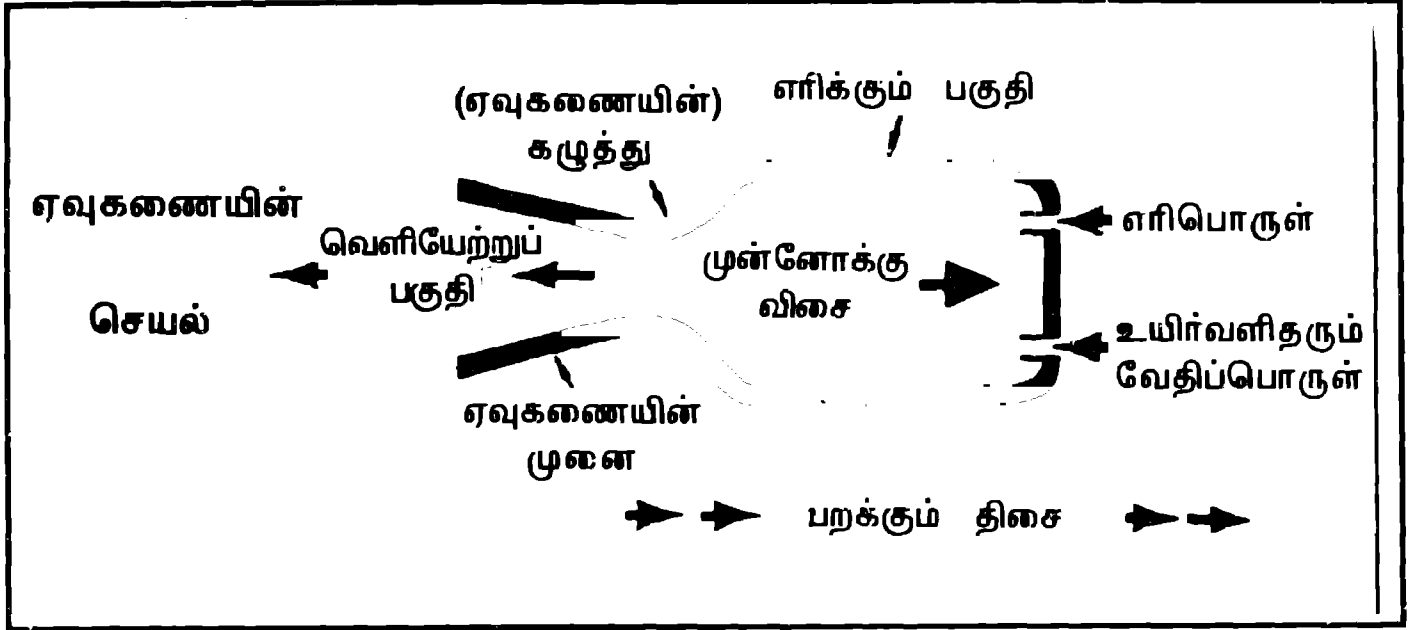 (ஏவுகணையின்)
கழுத்து
எரிக்கும் பகுதி
ஏவுகணையின்
செயல்
வெளியேற்றுப்
பகுதி
முன்னோக்கு
விசை
எரிபொருள்
உயிர்வளிதரும்
வேதிப்பொருள்
ஏவுகணையின்
முனை
பறக்கும் திசை